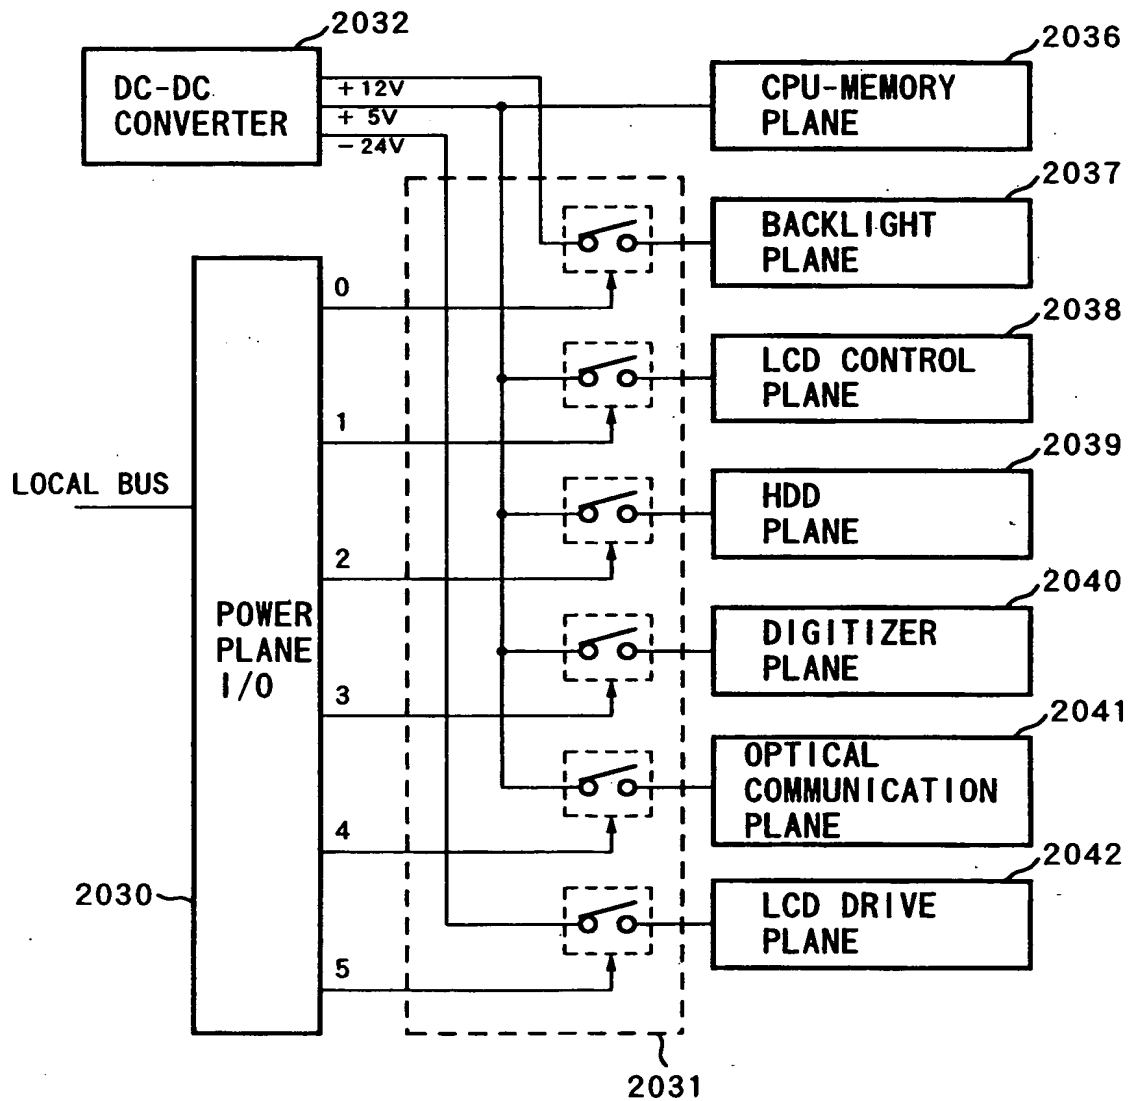 2032
DC-DC
CONVERTER
+12V
+ 5V
-24V
2036
CPU-MEMORY
PLANE
2037
BACKLIGHT
PLANE
0
2038
LCD CONTROL
PLANE
1
2039
HDD
PLANE
LOCAL BUS
2
2040
DIGITIZER
PLANE
POWER
PLANE
I/O
3
2041
OPTICAL
COMMUNICATION
PLANE
4
2042
LCD DRIVE
PLANE
2030
5
2031